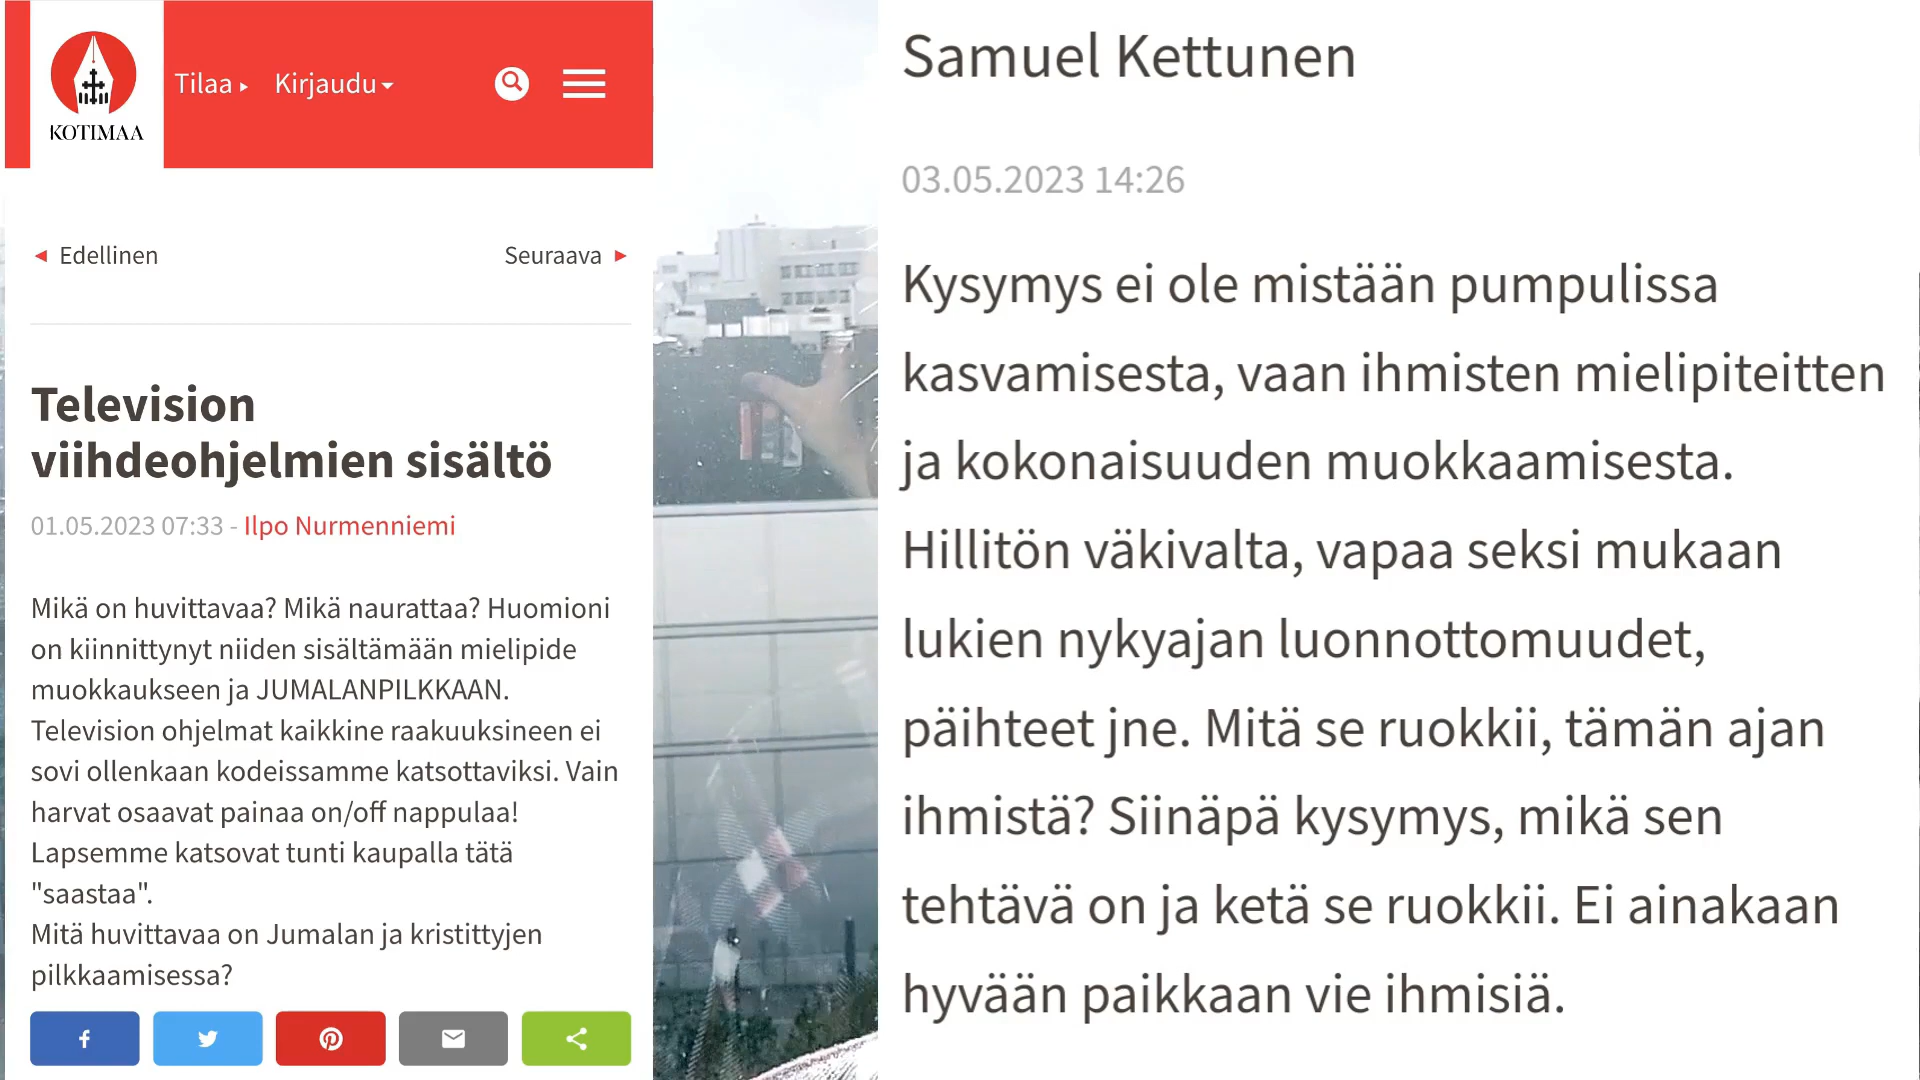 KOTIMAA
Tilaa
Kirjaudu
Edellinen
Seuraava
Television
viihdeohjelmien sisältö
01.05.2023 07:33 - Ilpo Nurmenniemi
Mikä on huvittavaa? Mikä naurattaa? Huomioni
on kiinnittynyt niiden sisältämään mielipide
muokkaukseen ja JUMALANPILKKAAN.
Television ohjelmat kaikkine raakuuksineen ei
sovi ollenkaan kodeissamme katsottaviksi. Vain
harvat osaavat painaa on/off nappulaa!
Lapsemme katsovat tunti kaupalla tätä
"saastaa".
Mitä huvittavaa on Jumalan ja kristittyjen
pilkkaamisessa?
Samuel Kettunen
03.05.2023 14:26
Kysymys ei ole mistään pumpulissa
kasvamisesta, vaan ihmisten mielipiteitten
ja kokonaisuuden muokkaamisesta.
Hillitön väkivalta, vapaa seksi mukaan
lukien nykyajan luonnottomuudet,
päihteet jne. Mitä se ruokkii, tämän ajan
ihmistä? Siinäpä kysymys, mikä sen
tehtävä on ja ketä se ruokkii. Ei ainakaan
hyvään paikkaan vie ihmisiä.